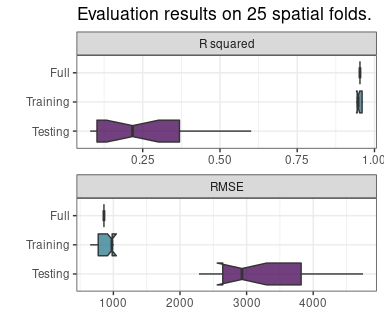 Evaluation results on 25 spatial folds.
R squared
Full
Training
Testing
0.25 0.50 0.75 1.00
RMSE
Full
Training
Testing
1000 2000 3000 4000